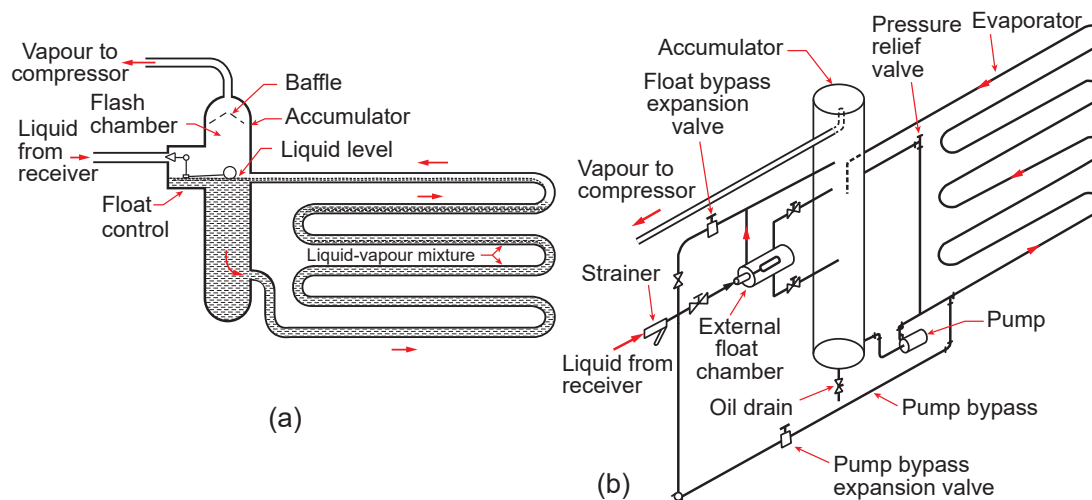 Vapour to
compressor
Baffle
Flash
chamber
Accumulator
Liquid
from
receiver
Liquid level
Float
control
Liquid-vapour mixture
(a)
Accumulator
Float bypass
expansion
valve
Pressure
relief
valve
Evaporator
Vapour to
compressor
Strainer
Liquid from
receiver
External
float
chamber
Pump
Oil drain
Pump bypass
Pump bypass
expansion valve
(b)